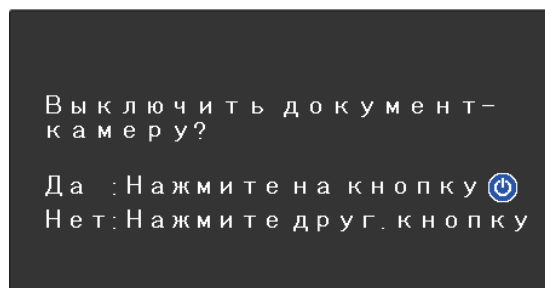 Выключить документ-
камеру?
Да :Нажмите на кнопку
Нет:Нажмите друг. кнопку